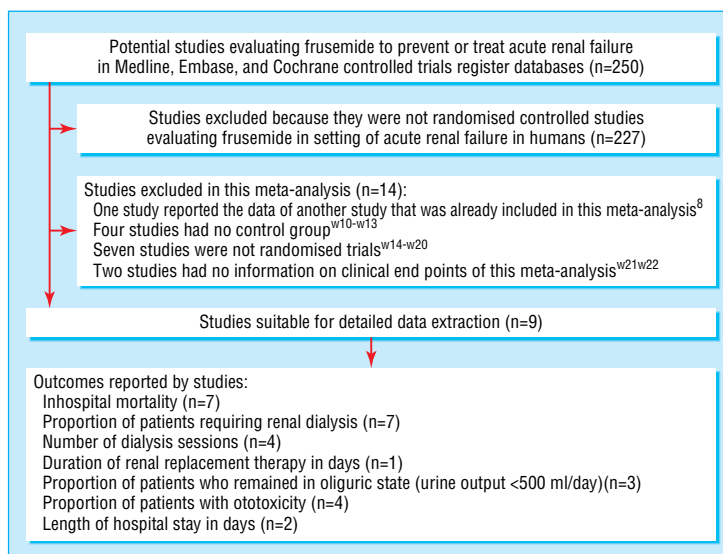 Potential studies evaluating frusemide to prevent or treat acute renal failure
in Medline, Embase, and Cochrane controlled trials register databases (n=250)
Studies excluded because they were not randomised controlled studies
evaluating frusemide in setting of acute renal failure in humans (n=227)
Studies excluded in this meta-analysis (n=14):
One study reported the data of another study that was already included in this meta-analysis8
Four studies had no control groupw10-w13
Seven studies were not randomised trialsw14-w20
Two studies had no information on clinical end points of this meta-analysisw21w22
Studies suitable for detailed data extraction (n=9)
Outcomes reported by studies:
Inhospital mortality (n=7)
Proportion of patients requiring renal dialysis (n=7)
Number of dialysis sessions (n=4)
Duration of renal replacement therapy in days (n=1)
Proportion of patients who remained in oliguric state (urine output <500 ml/day)(n=3)
Proportion of patients with ototoxicity (n=4)
Length of hospital stay in days (n=2)